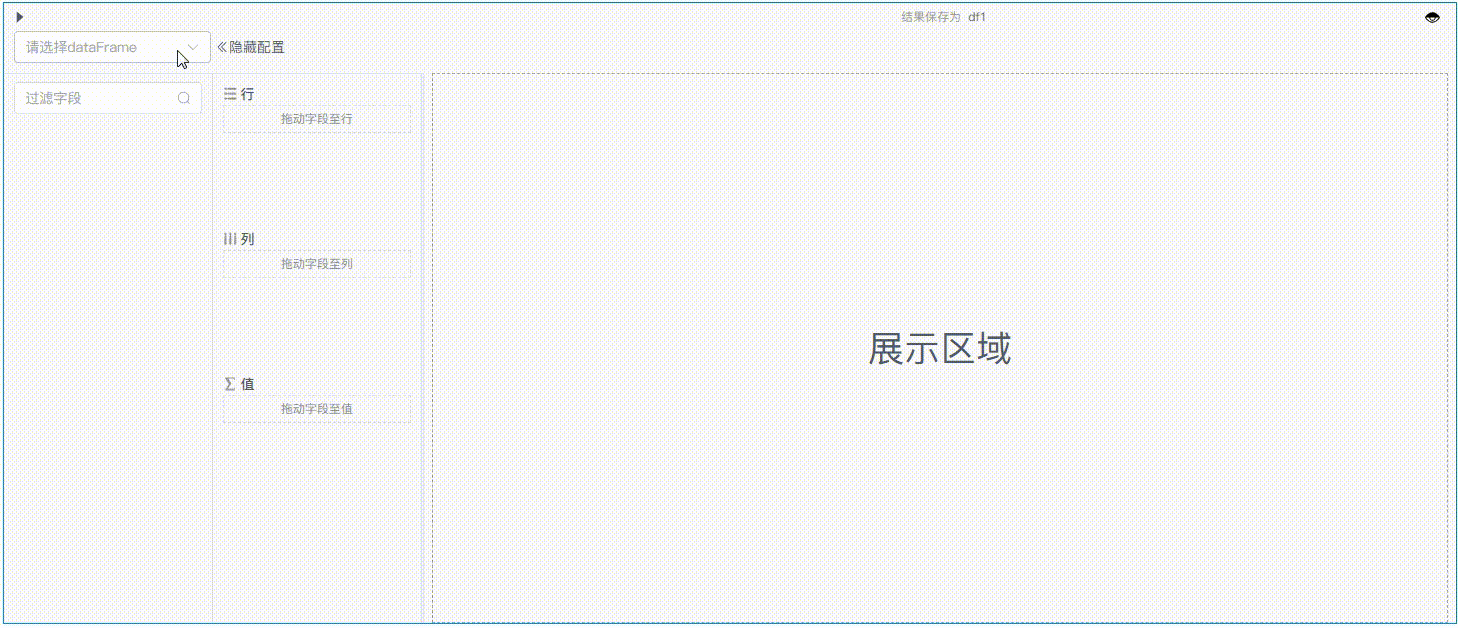 结果保存为 df1
请选择dataFrame
隐藏配置
过滤字段
行
拖动字段至行
列
拖动字段至列
值
拖动字段至值
展示区域